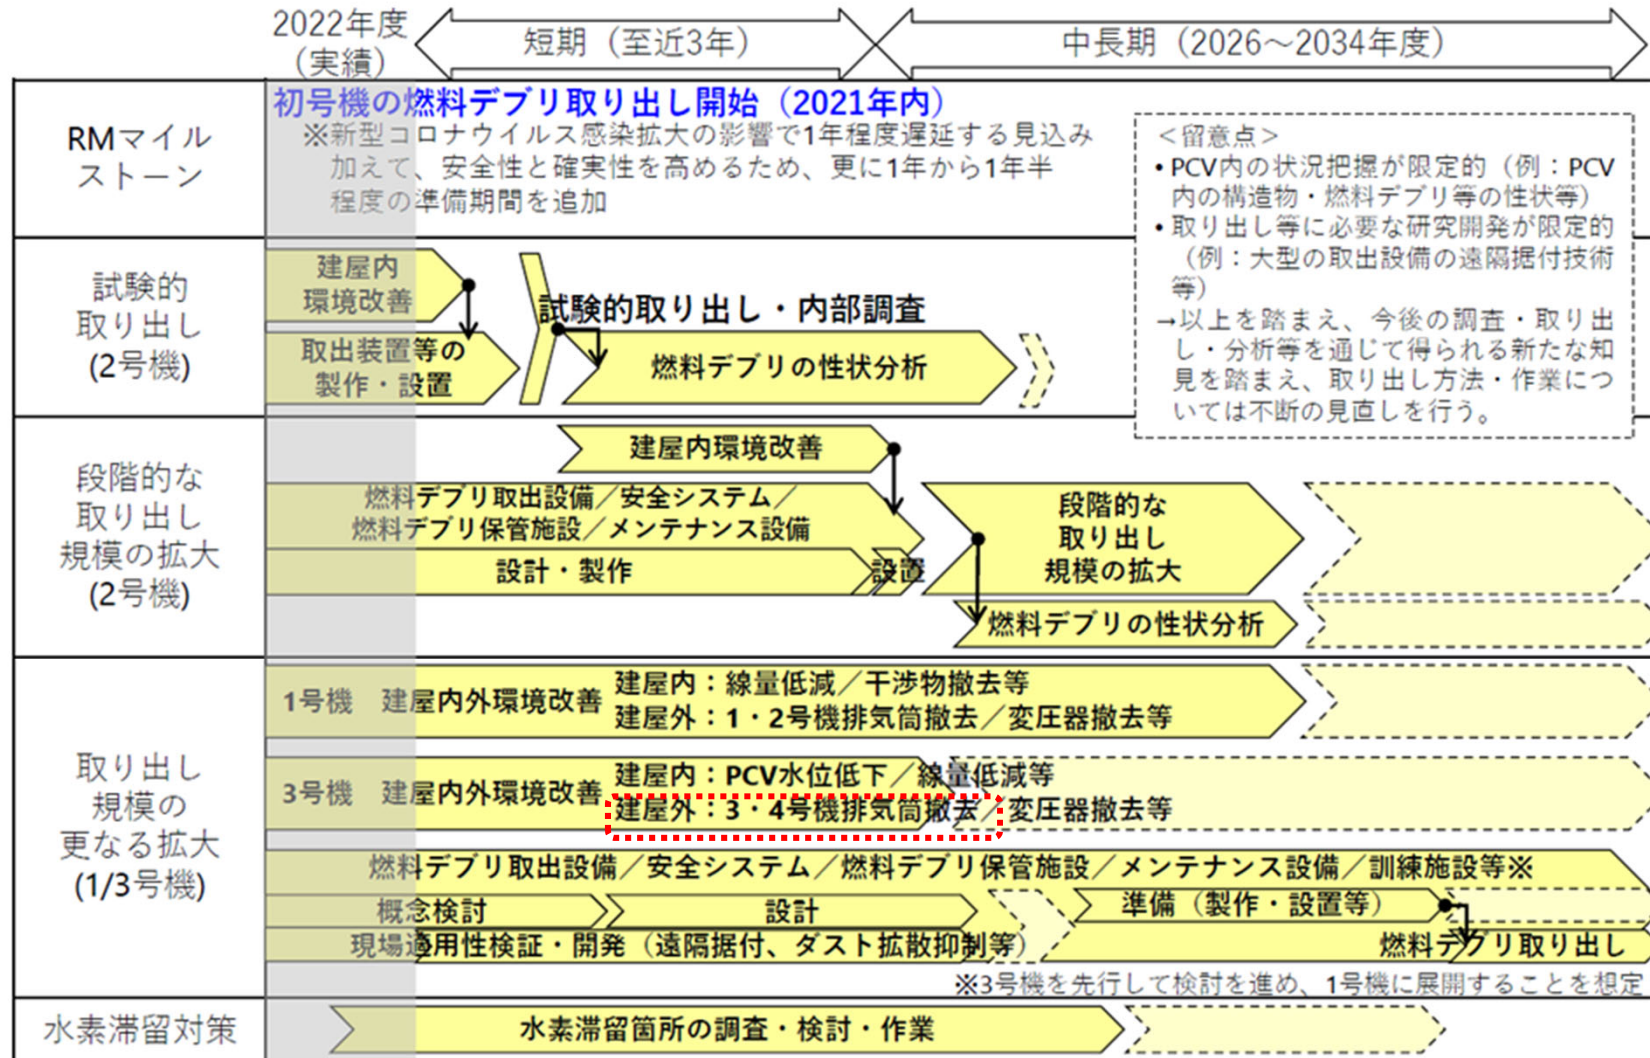 2022年度
（実績）
短期（至近3年）
中長期（2026～2034年度）
RMマイル
ストーン
初号機の燃料デブリ取り出し開始（2021年内）
※新型コロナウイルス感染拡大の影響で1年程度遅延する見込み
加えて、安全性と確実性を高めるため、更に1年から1年半
程度の準備期間を追加
＜留意点＞
•PCV内の状況把握が限定的（例：PCV
内の構造物・燃料デブリ等の性状等）
•取り出し等に必要な研究開発が限定的
（例：大型の取出設備の遠隔据付技術
等）
→以上を踏まえ、今後の調査・取り出
し・分析等を通じて得られる新たな知
見を踏まえ、取り出し方法・作業につ
いては不断の見直しを行う。
試験的
取り出し
(2号機)
建屋内
環境改善
取出装置等の
製作・設置
試験的取り出し・内部調査
燃料デブリの性状分析
段階的な
取り出し
規模の拡大
(2号機)
建屋内環境改善
燃料デブリ取出設備／安全システム／
燃料デブリ保管施設／メンテナンス設備
設計・製作
設置
段階的な
取り出し
規模の拡大
燃料デブリの性状分析
取り出し
規模の
更なる拡大
(1/3号機)
1号機　建屋内外環境改善
建屋内：線量低減／干渉物撤去等
建屋外：1・2号機排気筒撤去／変圧器撤去等
3号機　建屋内外環境改善
建屋内：PCV水位低下／線量低減等
建屋外：3・4号機排気筒撤去／変圧器撤去等
燃料デブリ取出設備／安全システム／燃料デブリ保管施設／メンテナンス設備／訓練施設等※
概念検討
設計
準備（製作・設置等）
現場適用性検証・開発（遠隔据付、ダスト拡散抑制等）
燃料デブリ取り出し
※3号機を先行して検討を進め、1号機に展開することを想定
水素滞留対策
水素滞留箇所の調査・検討・作業